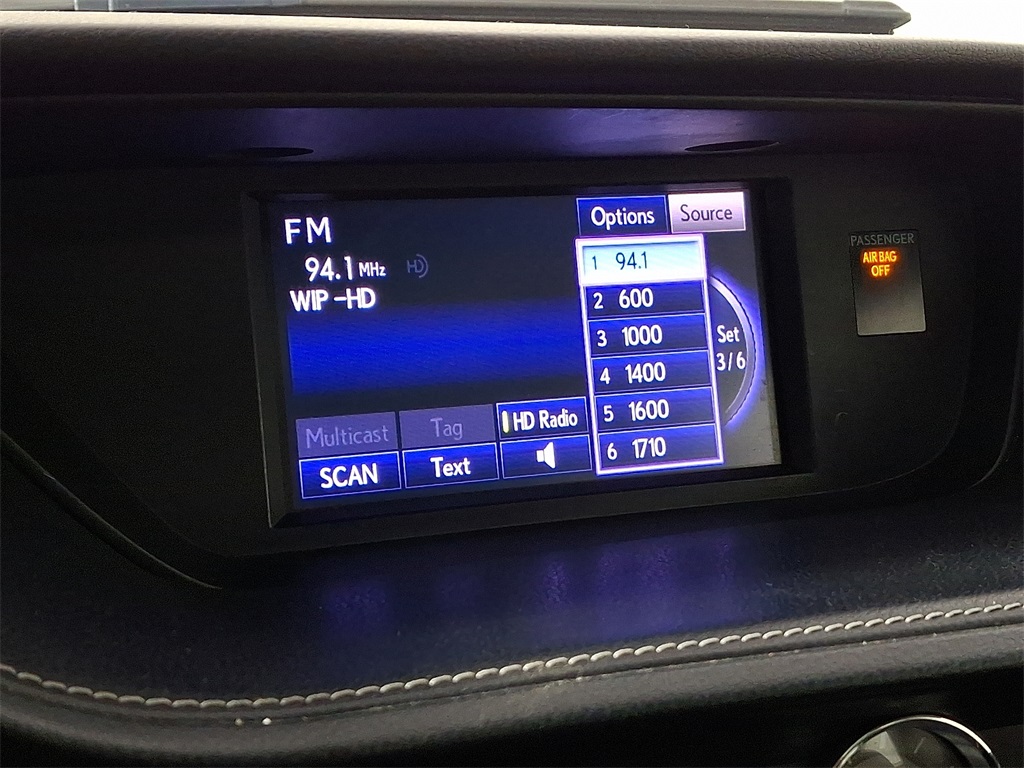 FM
94.1 MHz HD
WIP-HD
Options
Source
1 94.1
2 600
3 1000
4 1400
5 1600
6 1710
Set
3/6
Multicast
Tag
HD Radio
SCAN
Text
PASSENGER
AIR BAG
OFF